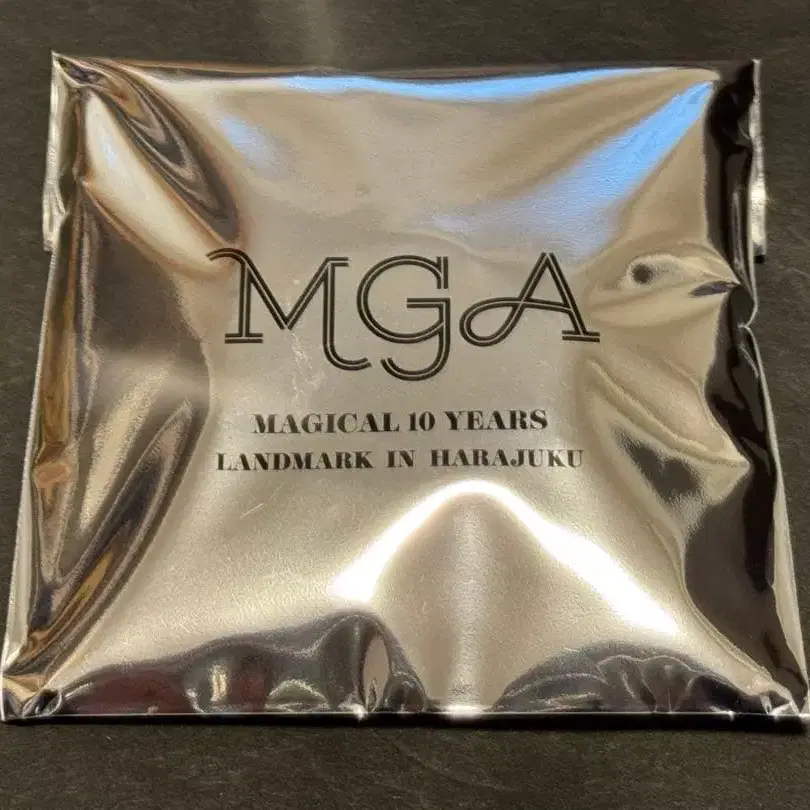 MGA
MAGICAL 10 YEARS
LANDMARK IN HARAJUKU